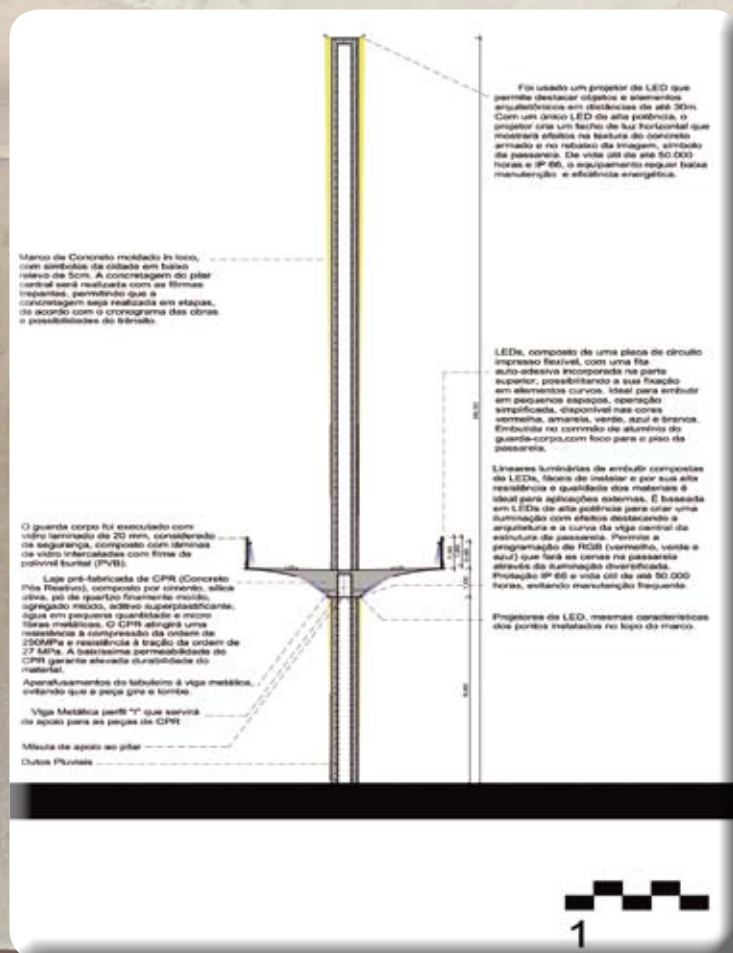 Foi usado um projetor de LED que
permite destacar objetos e elementos
arquitetônicos em distâncias de até 30m.
Com um único LED de alta potência, o
projetor cria um facho de luz horizontal que
mostrará efeitos na textura do concreto
armado e no rebaixo da imagem, símbolo
da passarela. De vida útil de até 50.000
horas e IP 66, o equipamento requer baixa
manutenção e eficiência energética.
Marco de Concreto moldado in loco,
com símbolos da cidade em baixo
relevo de 5cm. A concretagem do pilar
central será realizada com as fôrmas
trepantes, permitindo que a
concretagem seja realizada em etapas,
de acordo com o cronograma das obras
e possibilidades do trânsito.
LEDs, composto de uma placa de circuito
impresso flexível, com uma fita
auto-adesiva incorporada na parte
superior, possibilitando a sua fixação
em elementos curvos. Ideal para embutir
em pequenos espaços, operação
simplificada, disponível nas cores
vermelha, amarela, verde, azul e branca.
Embutida no corrimão de alumínio do
guarda-corpo,com foco para o piso da
passarela.
Lineares luminárias de embutir compostas
de LEDs, fáceis de instalar e por sua alta
resistência e qualidade dos materiais é
ideal para aplicações externas. É baseada
em LEDs de alta potência para criar uma
iluminação com efeitos destacando a
arquitetura e a curva da viga central da
estrutura da passarela. Permite a
programação de RGB (vermelho, verde e
azul) que fará as cenas na passarela
através da iluminação diversificada.
Proteção IP 66 e vida útil de até 50.000
horas, evitando manutenção frequente.
Projetores de LED, mesmas características
dos pontos instalados no topo do marco.
O guarda corpo foi executado com
vidro laminado de 20 mm, considerado
de segurança, composto com lâminas
de vidro intercaladas com filme de
polivinil burital (PVB).
Laje pré-fabricada de CPR (Concreto
Pós Reativo), composto por cimento, sílica
ativa, pó de quartzo finamente moído,
agregado miúdo, aditivo superplastificante,
água em pequena quantidade e micro
fibras metálicas. O CPR atingirá uma
resistência à compressão da ordem de
250MPa e resistência à tração da ordem de
27 MPa. A baixíssima permeabilidade do
CPR garante elevada durabilidade do
material.
Aparafusamentos do tabuleiro à viga metálica,
evitando que a peça gire e tombe.
Viga Metálica perfil "I" que servirá
de apoio para as peças de CPR
Mísula de apoio ao pilar
Dutos Pluviais
1